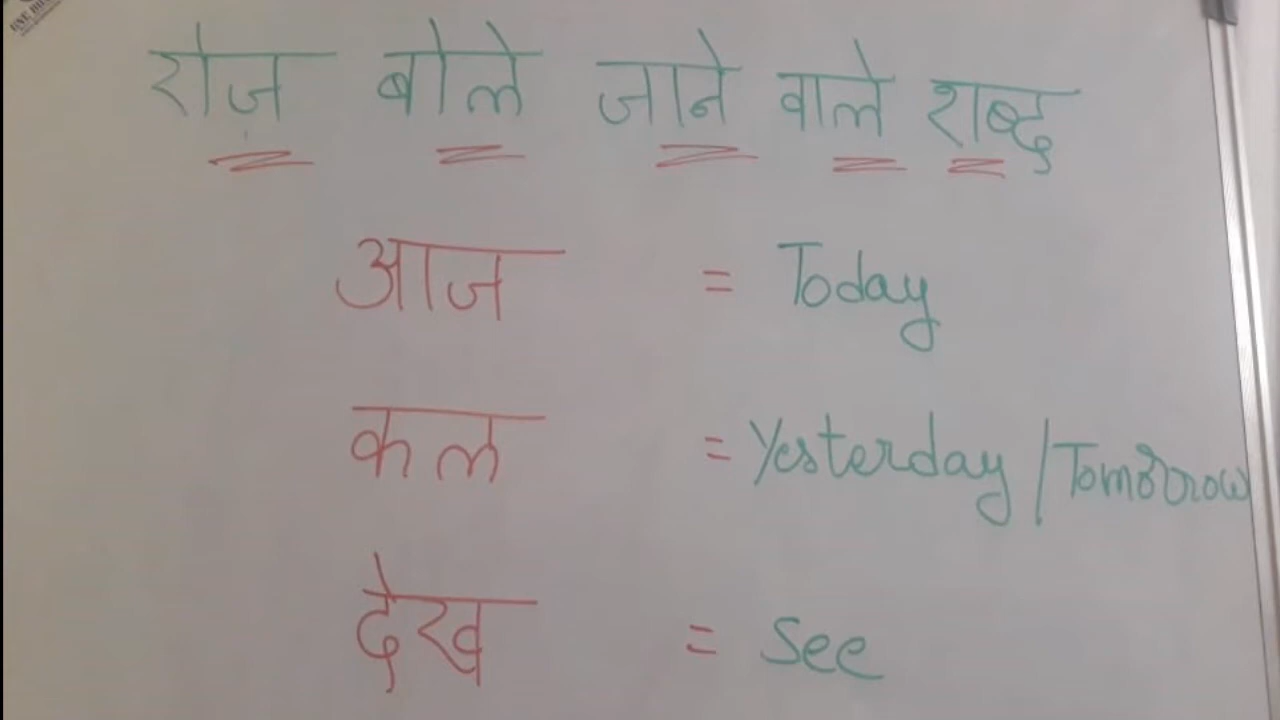 रोज़ बोले जाने वाले शब्द
आज = Today
कल = Yesterday / Tomorrow
देख = See